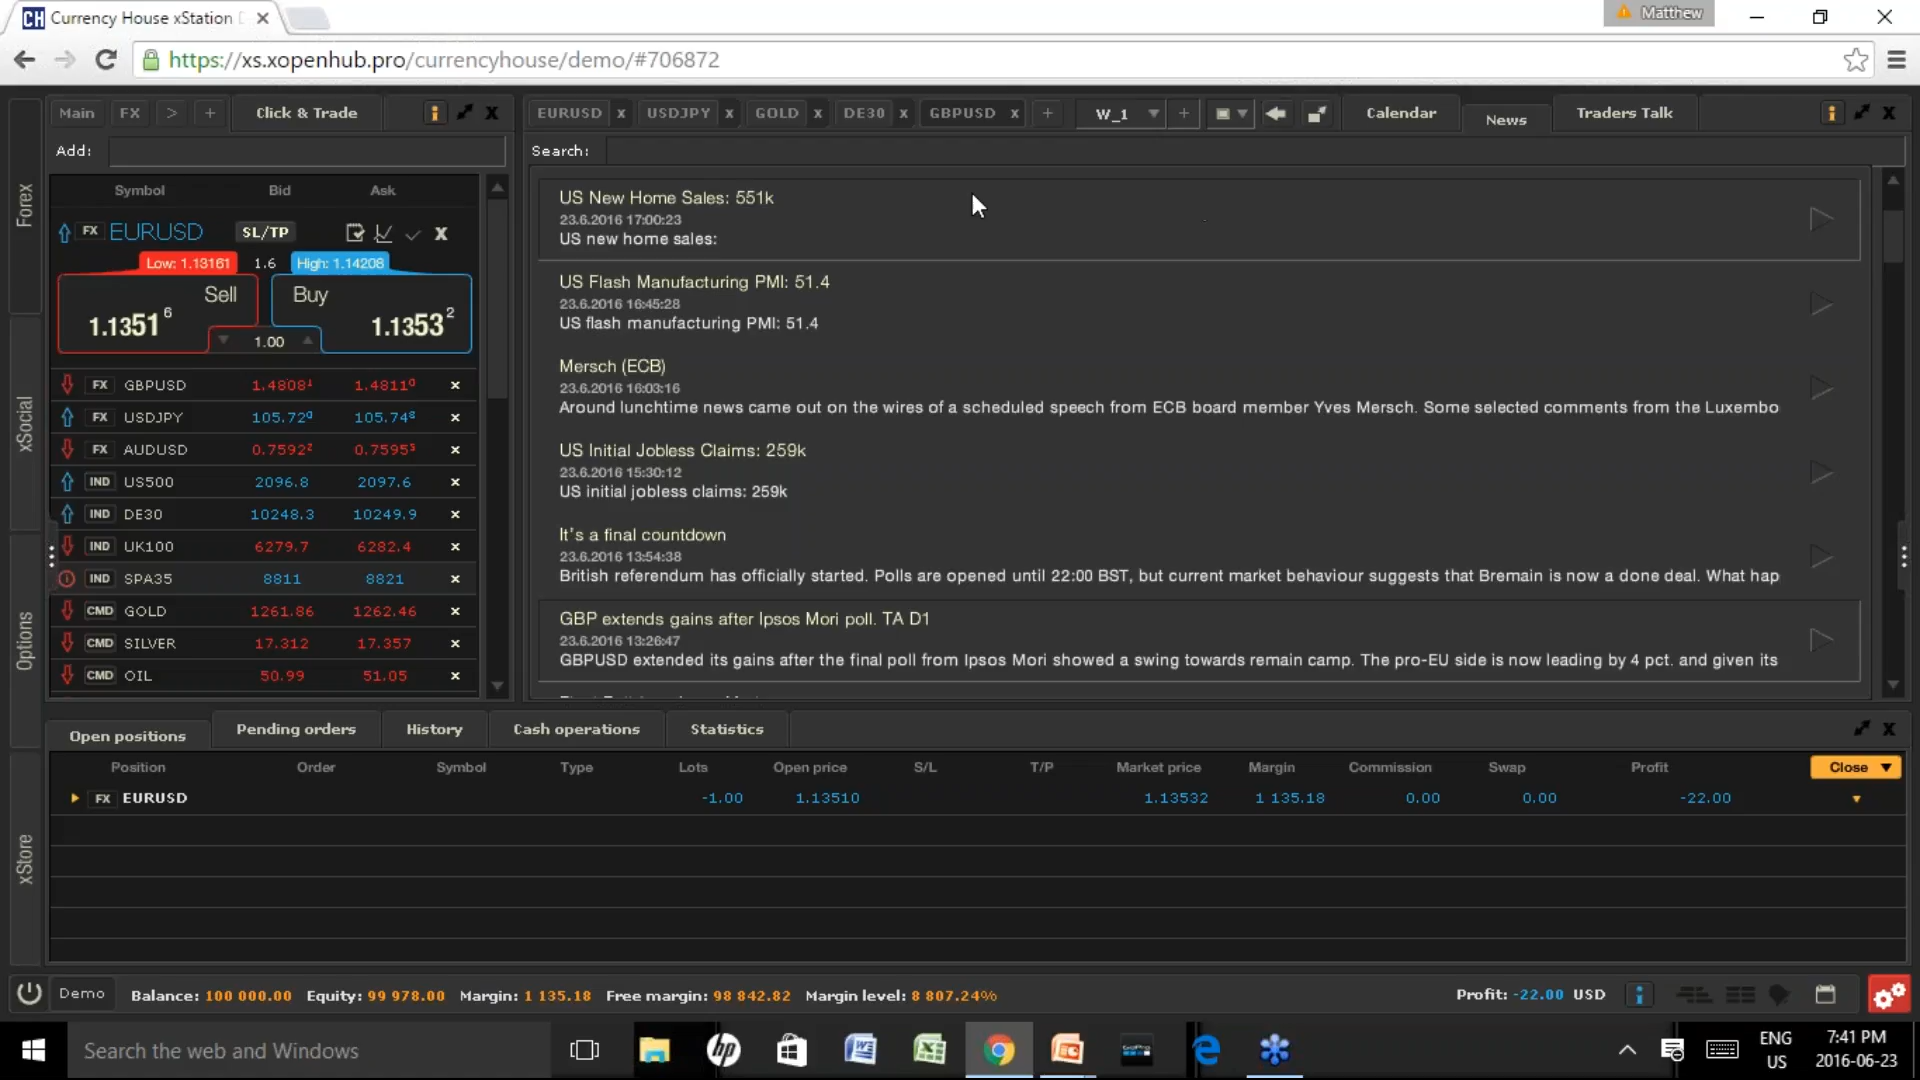 Currency House xStation D
Matthew
https://xs.xopenhub.pro/currencyhouse/demo/#706872
Main FX > + Click & Trade
EURUSD x USDJPY x GOLD x DE30 x GBPUSD x + W_1 + Calendar News Traders Talk
Add:
Search:
Symbol Bid Ask
FX EURUSD SL/TP
Low: 1.13161 1.6 High: 1.14208
Sell Buy
1.1351 6 1.1353 2
1.00
FX GBPUSD 1.4808 1 1.4811 0 x
FX USDJPY 105.72 9 105.74 8 x
FX AUDUSD 0.7592 2 0.7595 3 x
IND US500 2096.8 2097.6 x
IND DE30 10248.3 10249.9 x
IND UK100 6279.7 6282.4 x
IND SPA35 8811 8821 x
CMD GOLD 1261.86 1262.46 x
CMD SILVER 17.312 17.357 x
CMD OIL 50.99 51.05 x
Forex
xSocial
Options
xStore
US New Home Sales: 551k
23.6.2016 17:00:23
US new home sales:
US Flash Manufacturing PMI: 51.4
23.6.2016 16:45:28
US flash manufacturing PMI: 51.4
Mersch (ECB)
23.6.2016 16:03:16
Around lunchtime news came out on the wires of a scheduled speech from ECB board member Yves Mersch. Some selected comments from the Luxembo
US Initial Jobless Claims: 259k
23.6.2016 15:30:12
US initial jobless claims: 259k
It's a final countdown
23.6.2016 13:54:38
British referendum has officially started. Polls are opened until 22:00 BST, but current market behaviour suggests that Bremain is now a done deal. What hap
GBP extends gains after Ipsos Mori poll. TA D1
23.6.2016 13:26:47
GBPUSD extended its gains after the final poll from Ipsos Mori showed a swing towards remain camp. The pro-EU side is now leading by 4 pct. and given its
Open positions Pending orders History Cash operations Statistics
Position Order Symbol Type Lots Open price S/L T/P Market price Margin Commission Swap Profit Close
FX EURUSD -1.00 1.13510 1.13532 1 135.18 0.00 0.00 -22.00
Demo Balance: 100 000.00 Equity: 99 978.00 Margin: 1 135.18 Free margin: 98 842.82 Margin level: 8 807.24% Profit: -22.00 USD
Search the web and Windows
ENG
US
7:41 PM
2016-06-23